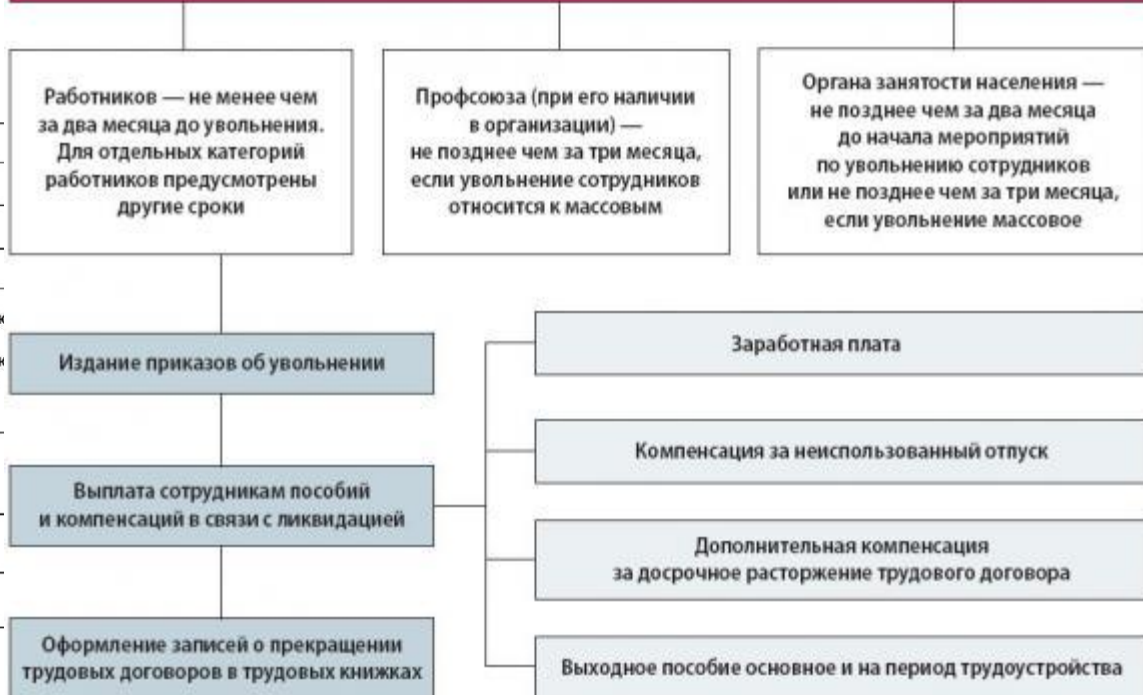 Работников — не менее чем
за два месяца до увольнения.
Для отдельных категорий
работников предусмотрены
другие сроки
Профсоюза (при его наличии
в организации) —
не позднее чем за три месяца,
если увольнение сотрудников
относится к массовым
Органа занятости населения —
не позднее чем за два месяца
до начала мероприятий
по увольнению сотрудников
или не позднее чем за три месяца,
если увольнение массовое
Издание приказов об увольнении
Выплата сотрудникам пособий
и компенсаций в связи с ликвидацией
Оформление записей о прекращении
трудовых договоров в трудовых книжках
Заработная плата
Компенсация за неиспользованный отпуск
Дополнительная компенсация
за досрочное расторжение трудового договора
Выходное пособие основное и на период трудоустройства